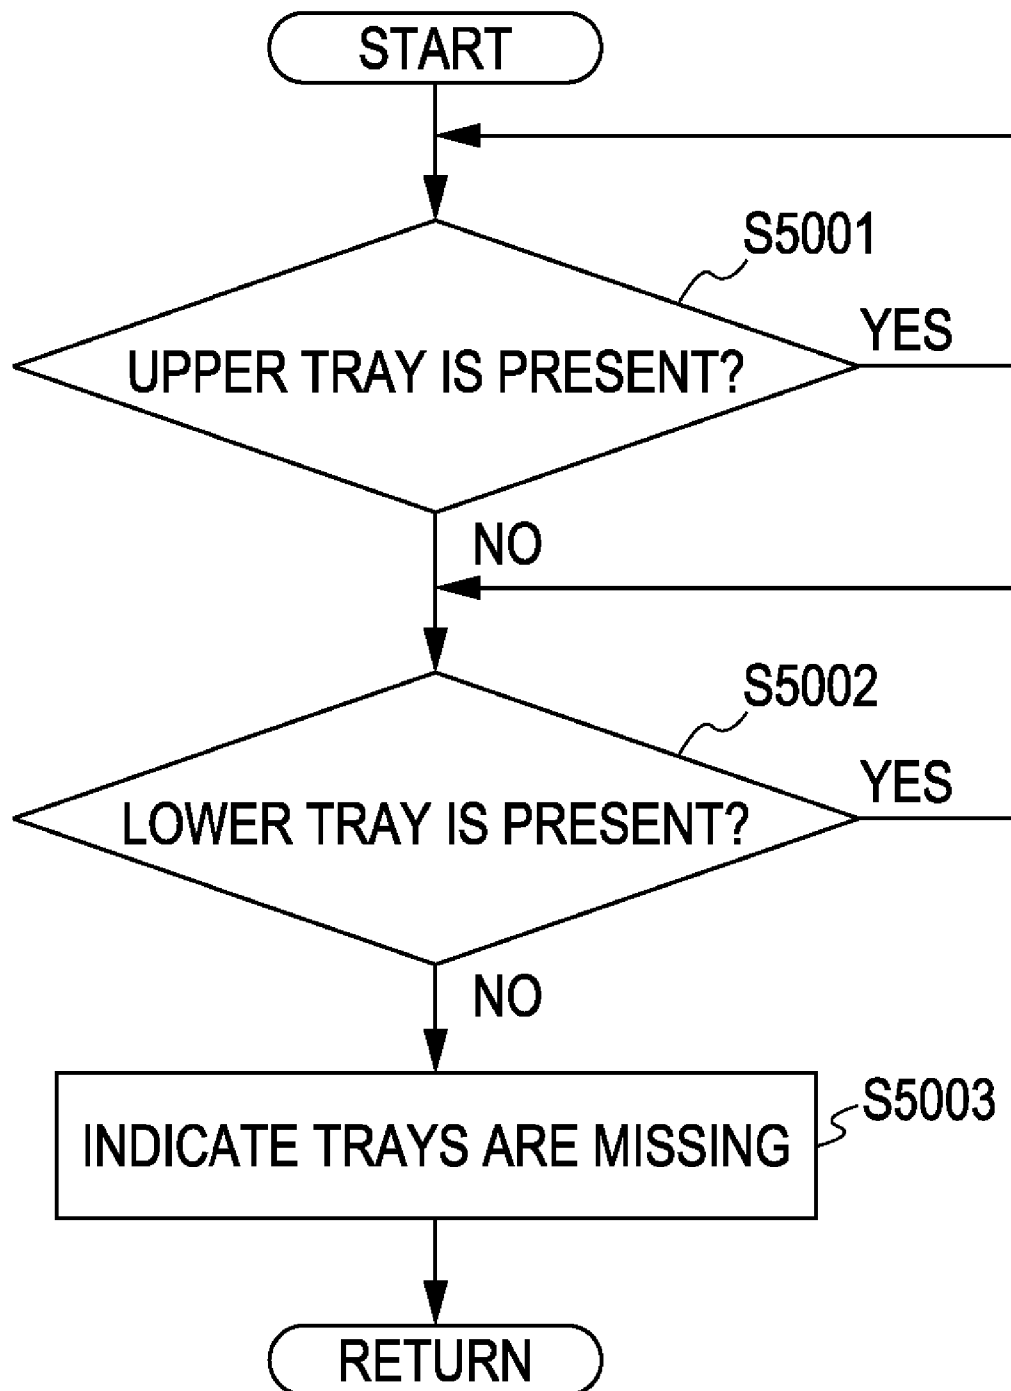 START
S5001
UPPER TRAY IS PRESENT?
YES
NO
S5002
LOWER TRAY IS PRESENT?
YES
NO
S5003
INDICATE TRAYS ARE MISSING
RETURN